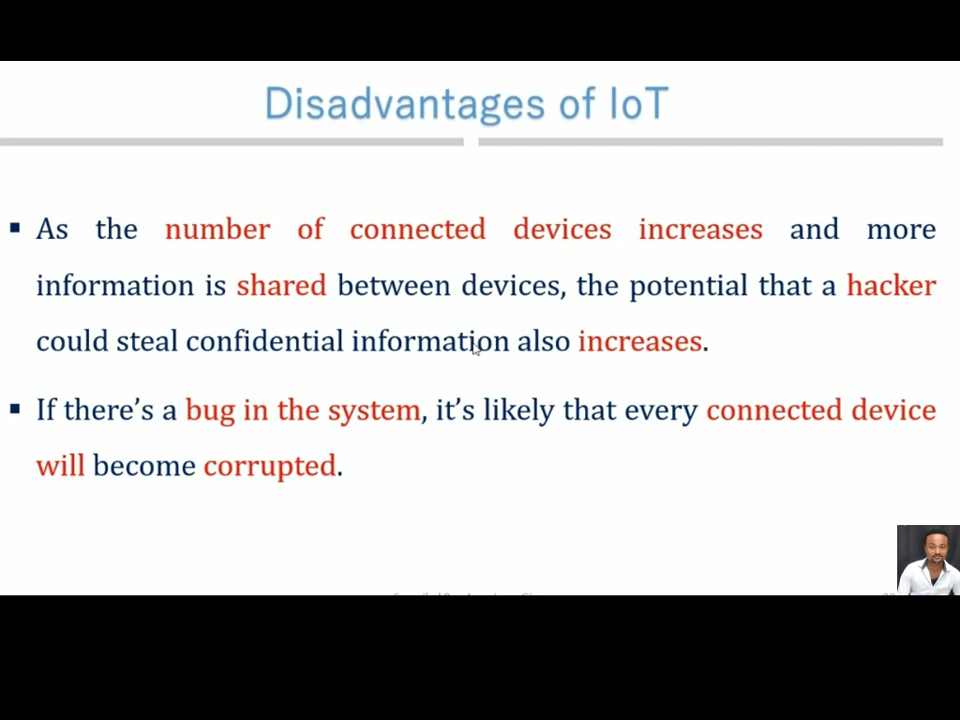 Disadvantages of IoT
▪ As the number of connected devices increases and more
information is shared between devices, the potential that a hacker
could steal confidential information also increases.
▪ If there’s a bug in the system, it’s likely that every connected device
will become corrupted.